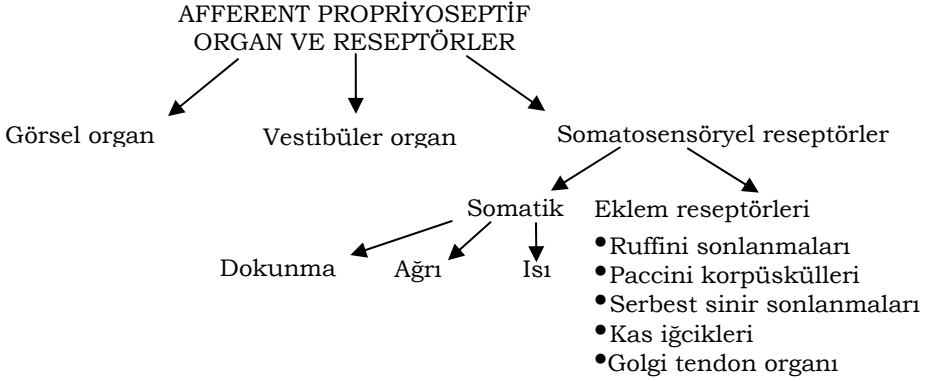 AFFERENT PROPRİYOSEPTİF
ORGAN VE RESEPTÖRLER
Görsel organ
Vestibüler organ
Somatosensöryel reseptörler
Somatik
Eklem reseptörleri
Dokunma
Ağrı
Isı
•Ruffini sonlanmaları
•Paccini korpüskülleri
•Serbest sinir sonlanmaları
•Kas iğcikleri
•Golgi tendon organı